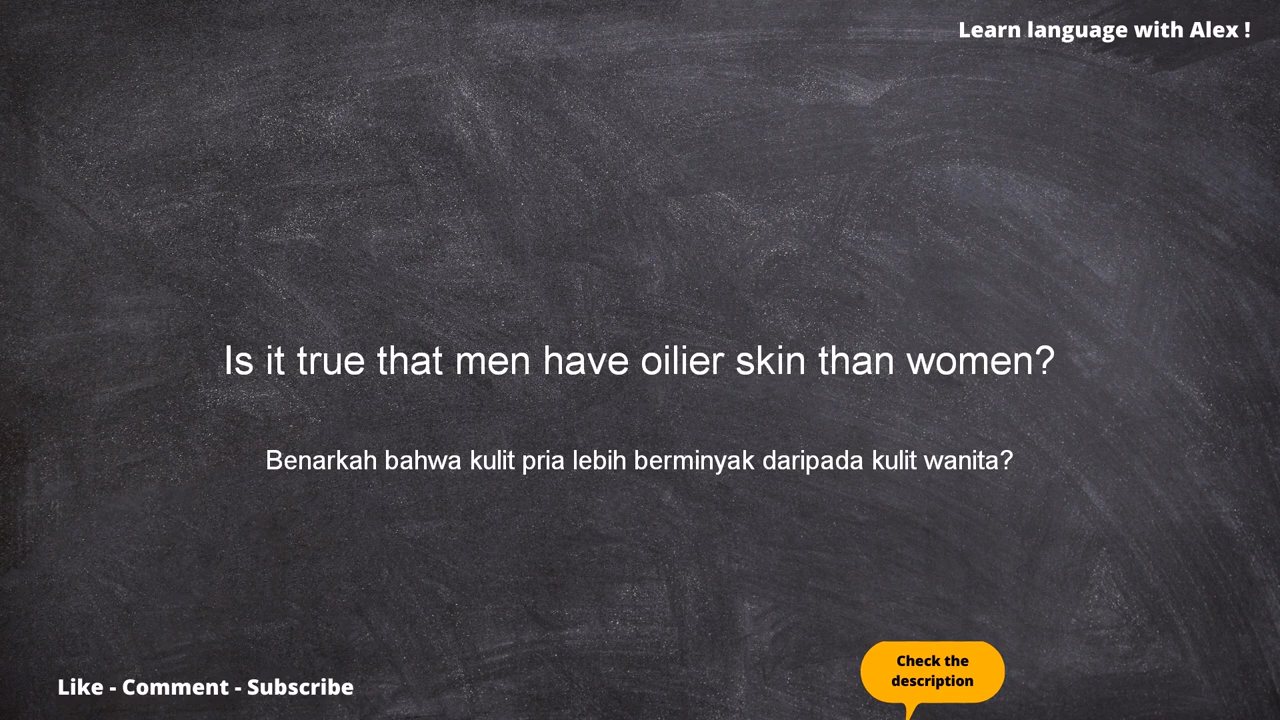 Learn language with Alex !
Is it true that men have oilier skin than women?
Benarkah bahwa kulit pria lebih berminyak daripada kulit wanita?
Check the
description
Like - Comment - Subscribe